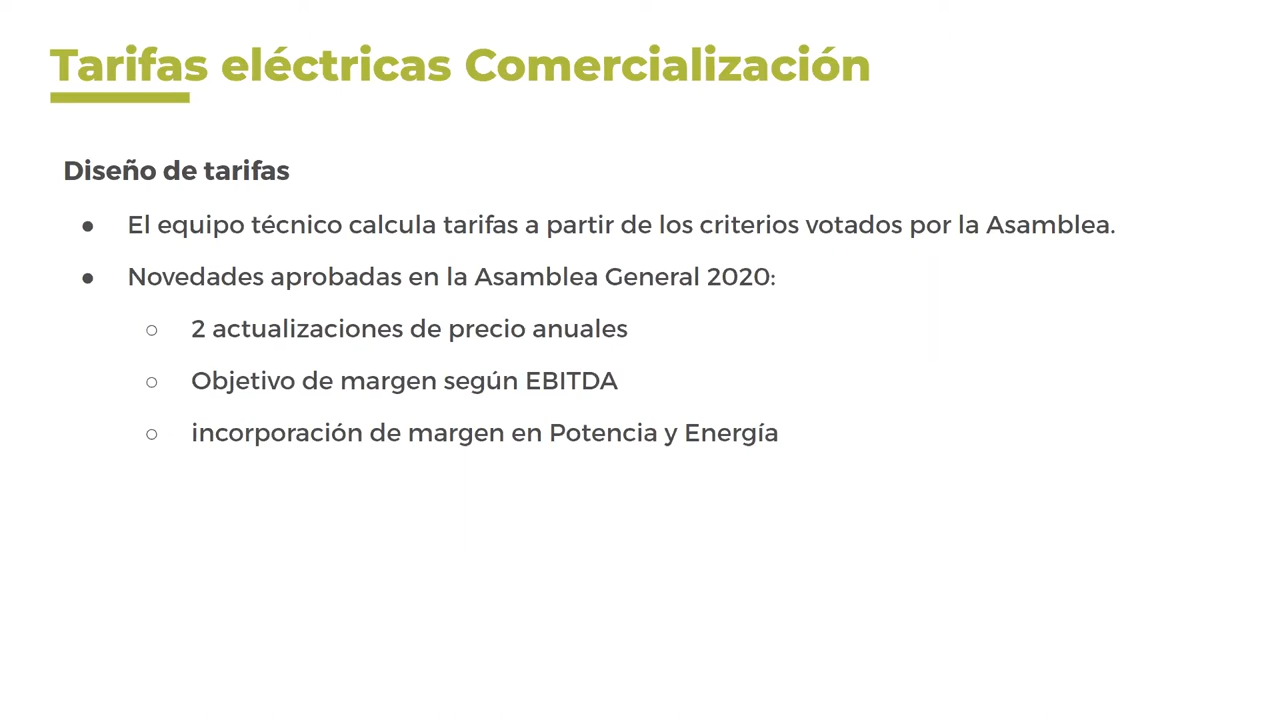 Tarifas eléctricas Comercialización
Diseño de tarifas
● El equipo técnico calcula tarifas a partir de los criterios votados por la Asamblea.
● Novedades aprobadas en la Asamblea General 2020:
○ 2 actualizaciones de precio anuales
○ Objetivo de margen según EBITDA
○ incorporación de margen en Potencia y Energía